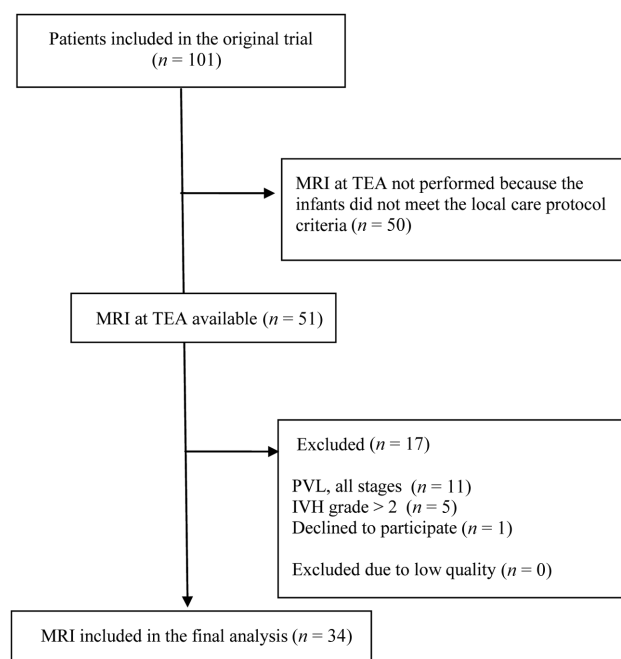 Patients included in the original trial
(n = 101)
MRI at TEA not performed because the
infants did not meet the local care protocol
criteria (n = 50)
MRI at TEA available (n = 51)
Excluded (n = 17)
PVL, all stages (n = 11)
IVH grade > 2 (n = 5)
Declined to participate (n = 1)
Excluded due to low quality (n = 0)
MRI included in the final analysis (n = 34)